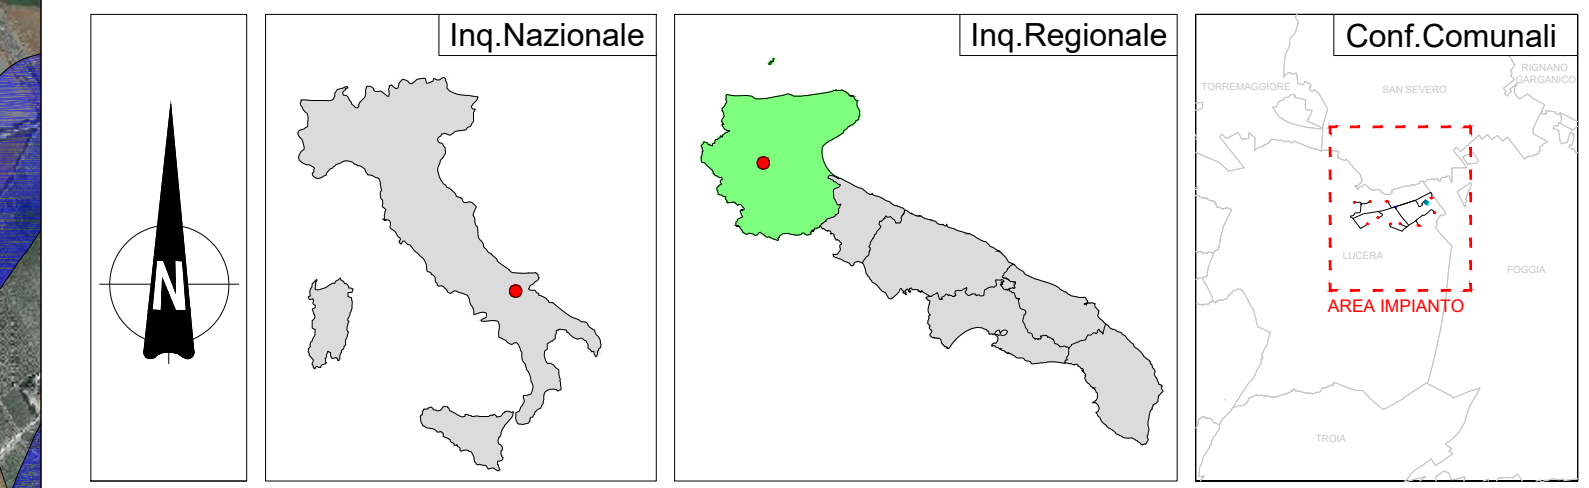 N
Inq.Nazionale
Inq.Regionale
Conf.Comunali
RIGNANO
GARGANICO
TORREMAGGIORE
SAN SEVERO
LUCERA
FOGGIA
AREA IMPIANTO
TROIA